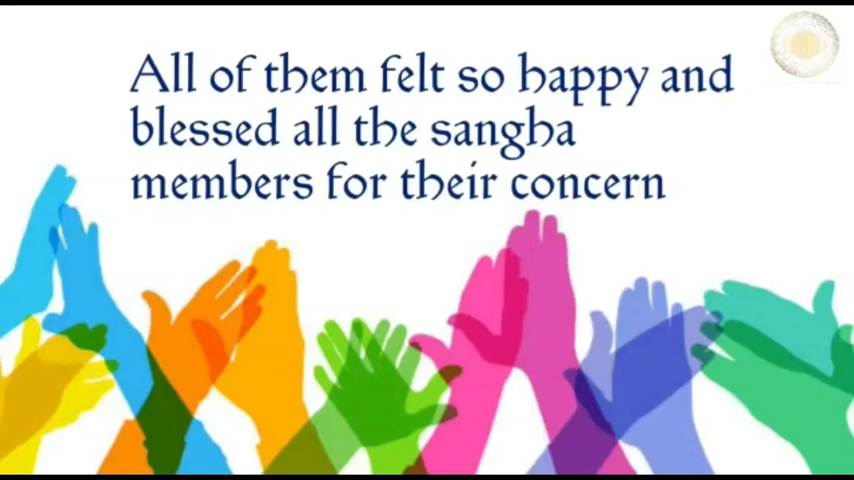 All of them felt so happy and
blessed all the sangha
members for their concern